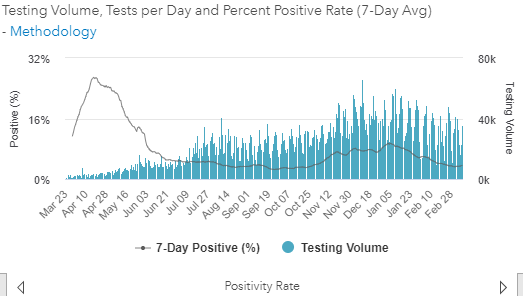 Testing Volume, Tests per Day and Percent Positive Rate (7-Day Avg)
- Methodology
32%
80k
Positive (%)
16%
40k
Testing Volume
0%
0k
Mar 23 Apr 10 Apr 28 May 16 Jun 03 Jun 21 Jul 09 Jul 27 Aug 14 Sep 01 Sep 19 Oct 07 Oct 25 Nov 12 Nov 30 Dec 18 Jan 05 Jan 23 Feb 10 Feb 28
7-Day Positive (%) Testing Volume
Positivity Rate